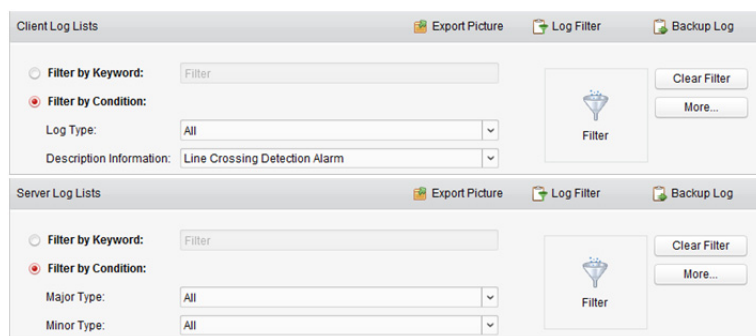 Client Log Lists Export Picture Log Filter Backup Log
Filter by Keyword: Filter Clear Filter
Filter by Condition: More...
Log Type: All Filter
Description Information: Line Crossing Detection Alarm
Server Log Lists Export Picture Log Filter Backup Log
Filter by Keyword: Filter Clear Filter
Filter by Condition: More...
Major Type: All Filter
Minor Type: All